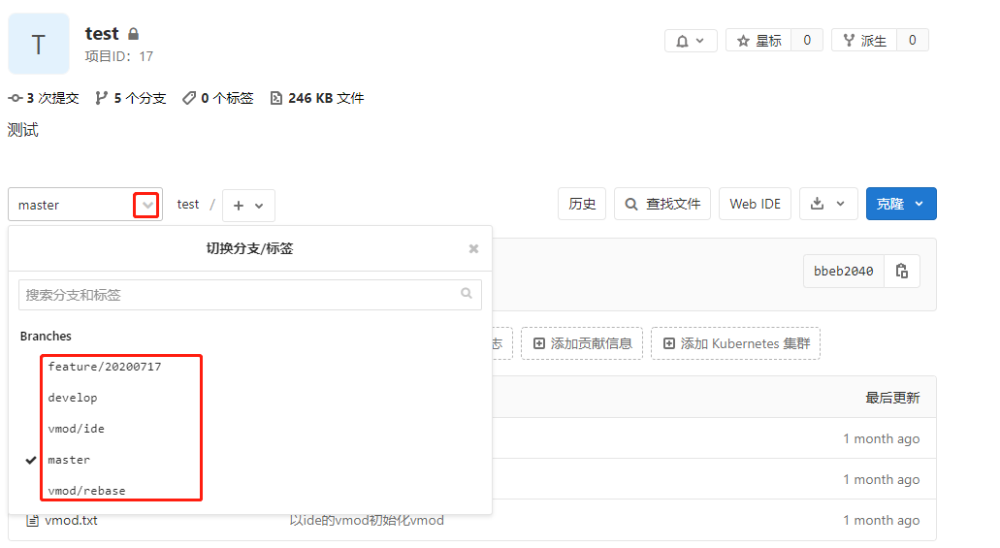 T
test
项目ID: 17
星标 0
派生 0
3 次提交 5 个分支 0 个标签 246 KB 文件
测试
master test / +
历史 查找文件 Web IDE 克隆
切换分支/标签
搜索分支和标签
bbeb2040
Branches
志 添加贡献信息 添加 Kubernetes 集群
feature/20200717
develop
最后更新
vmod/ide
1 month ago
master
1 month ago
vmod/rebase
vmod.txt 以ide的vmod初始化vmod 1 month ago